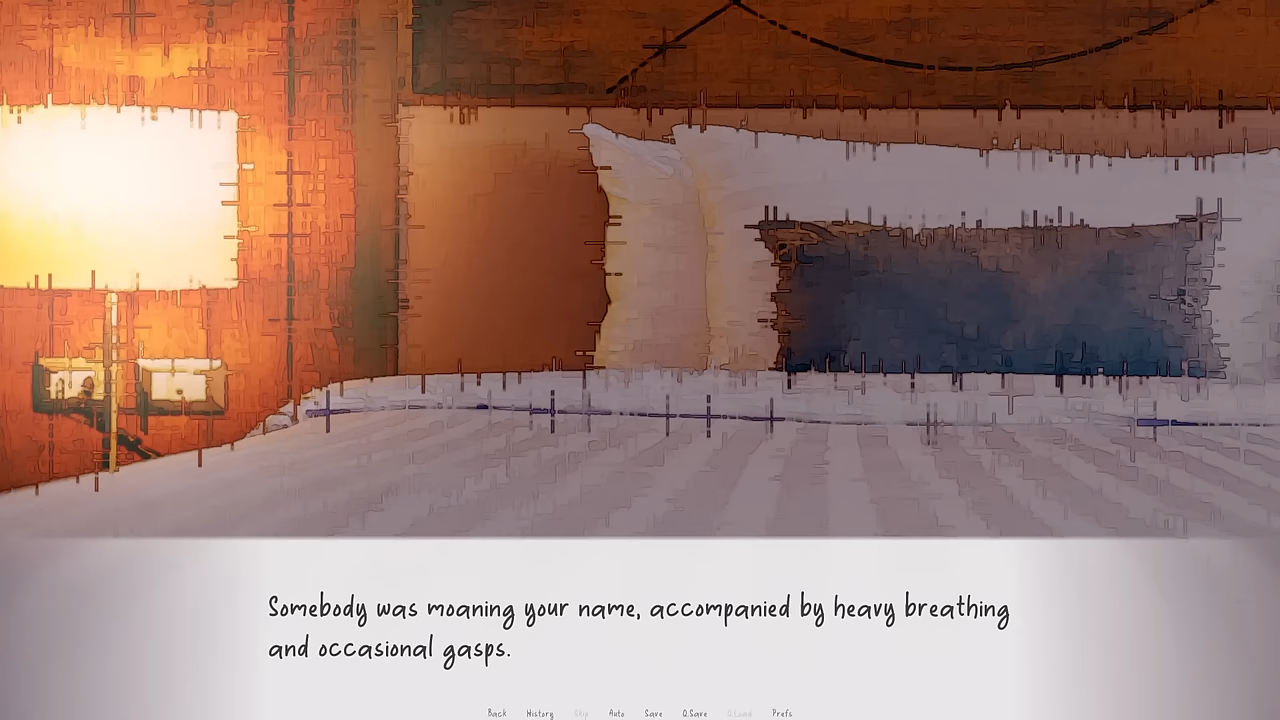 Somebody was moaning your name, accompanied by heavy breathing
and occasional gasps.
Back History Skip Auto Save Q.Save Q.Load Prefs